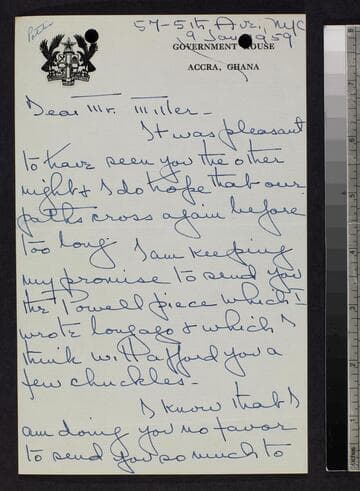 57-5th Ave, NYC
9 Jan 1959
GOVERNMENT HOUSE
ACCRA, GHANA
Dear Mr. Miller-
It was pleasant
to have seen you the other
night & I do hope that our
paths cross again before
too long I am keeping
my promise to send you
the Powell piece which I
wrote long ago & which I
think will afford you a
few chuckles-
I know that I
am doing you no favor
to send you so much to